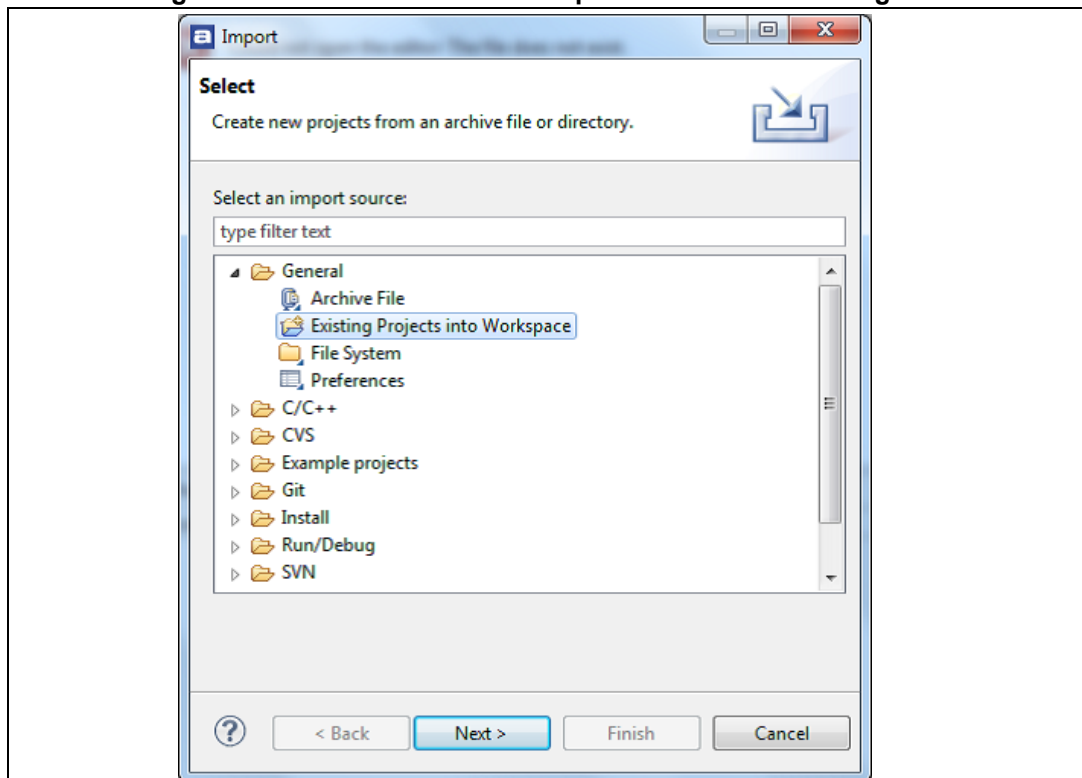 Import
Select
Create new projects from an archive file or directory.
Select an import source:
type filter text
General
Archive File
Existing Projects into Workspace
File System
Preferences
C/C++
CVS
Example projects
Git
Install
Run/Debug
SVN
< Back Next > Finish Cancel